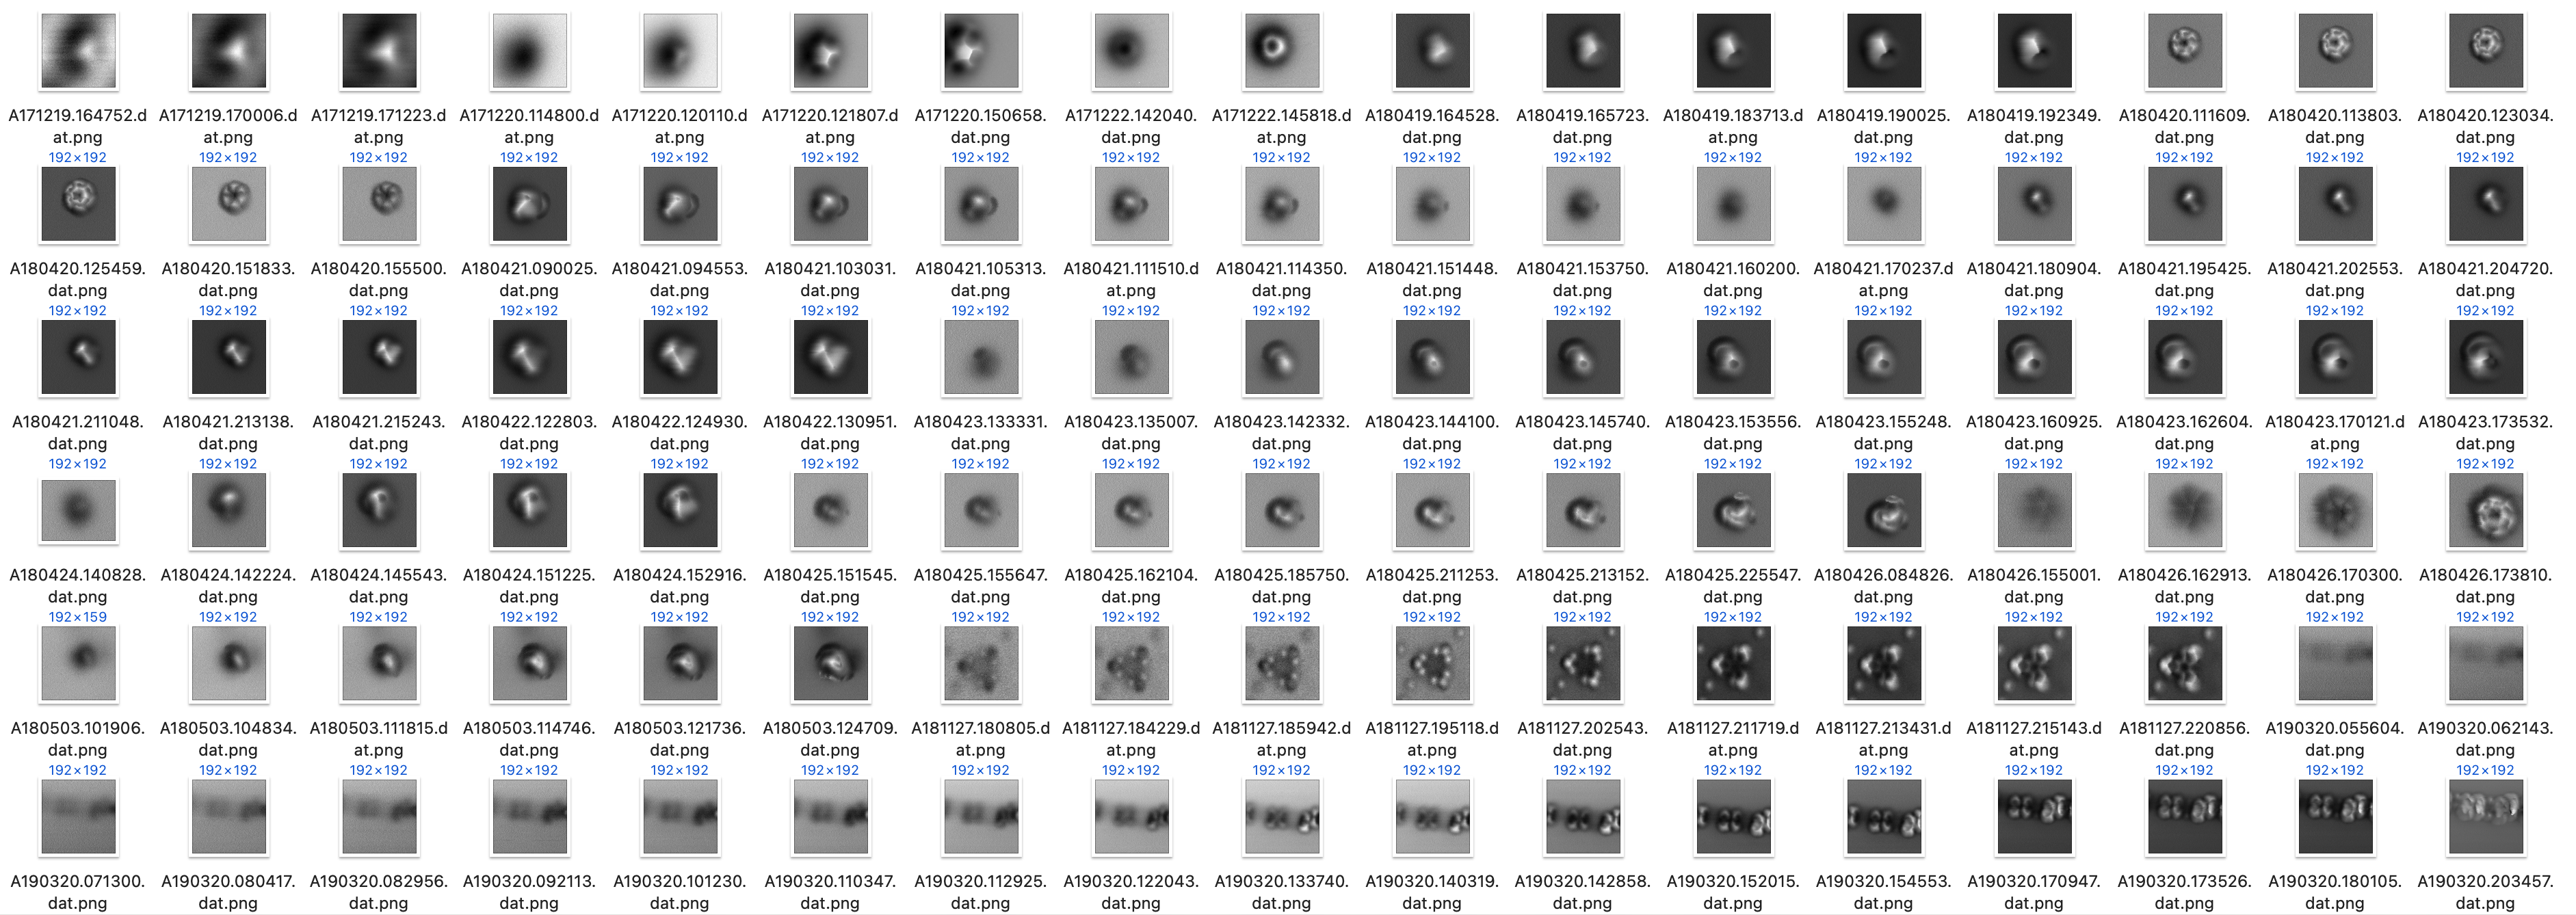 A171219.164752.d A171219.170006.d A171219.171223.d A171220.114800.d A171220.120110.d A171220.121807.d A171220.150658. A171222.142040. A171222.145818.d A180419.164528. A180419.165723. A180419.183713.d A180419.190025. A180419.192349. A180420.111609. A180420.113803. A180420.123034.
at.png at.png at.png at.png at.png at.png dat.png dat.png at.png dat.png dat.png at.png dat.png dat.png dat.png dat.png dat.png
192×192 192×192 192×192 192×192 192×192 192×192 192×192 192×192 192×192 192×192 192×192 192×192 192×192 192×192 192×192 192×192 192×192
A180420.125459. A180420.151833. A180420.155500. A180421.090025. A180421.094553. A180421.103031. A180421.105313. A180421.111510.d A180421.114350. A180421.151448. A180421.153750. A180421.160200. A180421.170237.d A180421.180904. A180421.195425. A180421.202553. A180421.204720.
dat.png dat.png dat.png dat.png dat.png dat.png dat.png at.png dat.png dat.png dat.png dat.png at.png dat.png dat.png dat.png dat.png
192×192 192×192 192×192 192×192 192×192 192×192 192×192 192×192 192×192 192×192 192×192 192×192 192×192 192×192 192×192 192×192 192×192
A180421.211048. A180421.213138. A180421.215243. A180422.122803. A180422.124930. A180422.130951. A180423.133331. A180423.135007. A180423.142332. A180423.144100. A180423.145740. A180423.153556. A180423.155248. A180423.160925. A180423.162604. A180423.170121.d A180423.173532.
dat.png dat.png dat.png dat.png dat.png dat.png dat.png dat.png dat.png dat.png dat.png dat.png dat.png dat.png dat.png at.png dat.png
192×192 192×192 192×192 192×192 192×192 192×192 192×192 192×192 192×192 192×192 192×192 192×192 192×192 192×192 192×192 192×192 192×192
A180424.140828. A180424.142224. A180424.145543. A180424.151225. A180424.152916. A180425.151545. A180425.155647. A180425.162104. A180425.185750. A180425.211253. A180425.213152. A180425.225547. A180426.084826. A180426.155001. A180426.162913. A180426.170300. A180426.173810.
dat.png dat.png dat.png dat.png dat.png dat.png dat.png dat.png dat.png dat.png dat.png dat.png dat.png dat.png dat.png dat.png dat.png
192×159 192×192 192×192 192×192 192×192 192×192 192×192 192×192 192×192 192×192 192×192 192×192 192×192 192×192 192×192 192×192 192×192
A180503.101906. A180503.104834. A180503.111815.d A180503.114746. A180503.121736. A180503.124709. A181127.180805.d A181127.184229.d A181127.185942.d A181127.195118.d A181127.202543. A181127.211719.d A181127.213431.d A181127.215143.d A181127.220856. A190320.055604. A190320.062143.
dat.png dat.png at.png dat.png dat.png dat.png at.png at.png at.png at.png dat.png at.png at.png at.png dat.png dat.png dat.png
192×192 192×192 192×192 192×192 192×192 192×192 192×192 192×192 192×192 192×192 192×192 192×192 192×192 192×192 192×192 192×192 192×192
A190320.071300. A190320.080417. A190320.082956. A190320.092113. A190320.101230. A190320.110347. A190320.112925. A190320.122043. A190320.133740. A190320.140319. A190320.142858. A190320.152015. A190320.154553. A190320.170947. A190320.173526. A190320.180105. A190320.203457.
dat.png dat.png dat.png dat.png dat.png dat.png dat.png dat.png dat.png dat.png dat.png dat.png dat.png dat.png dat.png dat.png dat.png